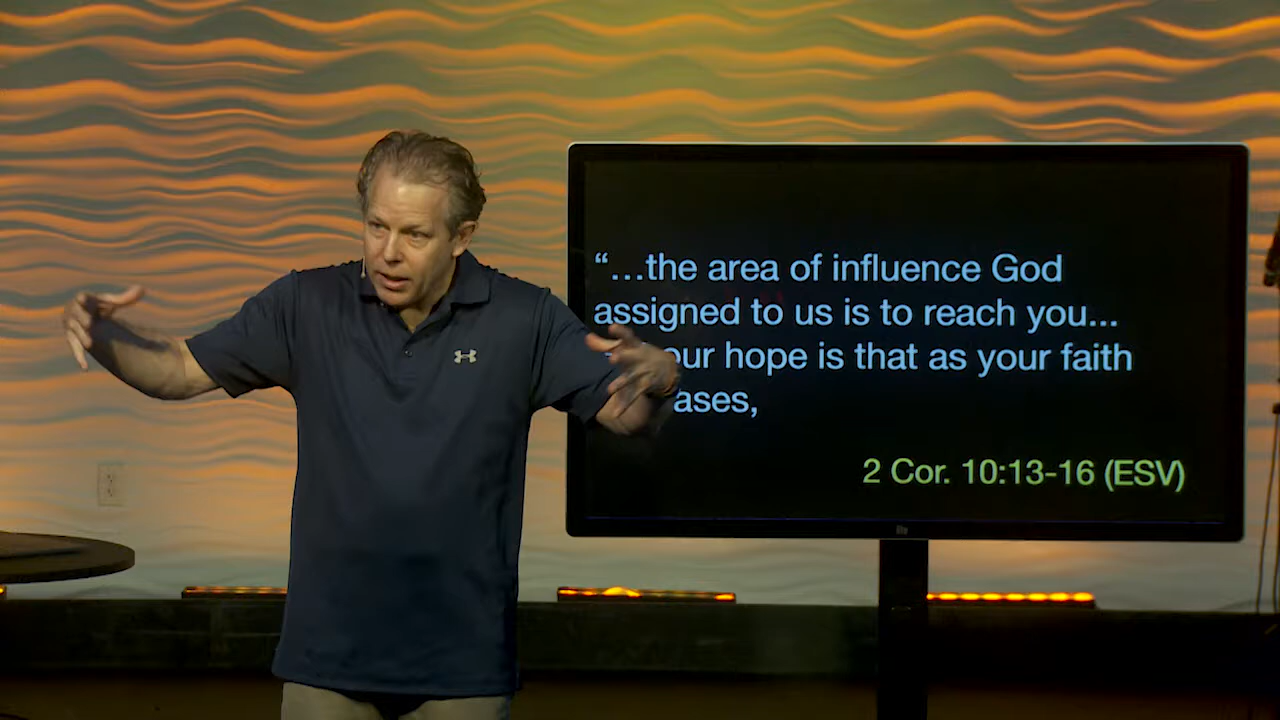 “...the area of influence God
assigned to us is to reach you...
our hope is that as your faith
ases,
2 Cor. 10:13-16 (ESV)